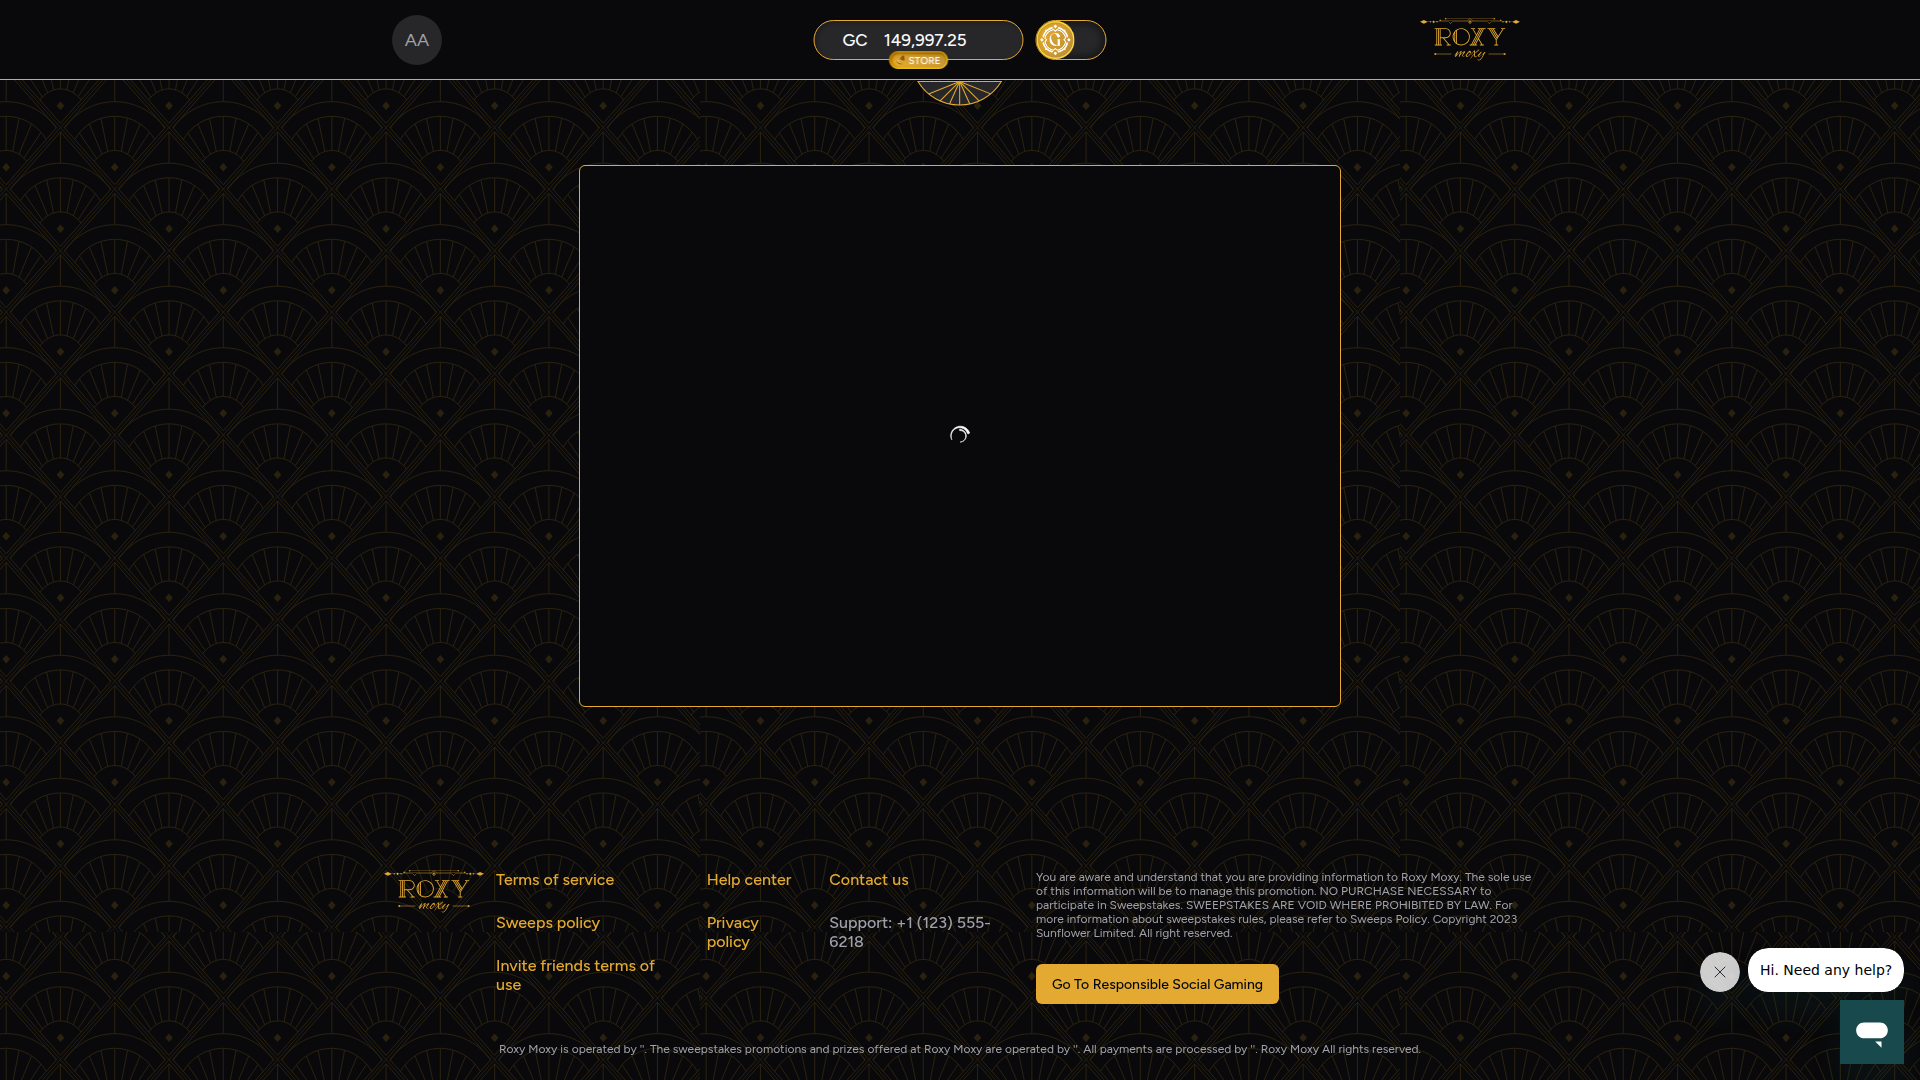 AA
GC 149,997.25
STORE
G
ROXY
moxy
ROXY
moxy
Terms of service
Sweeps policy
Invite friends terms of
use
Help center
Privacy
policy
Contact us
Support: +1 (123) 555-
6218
You are aware and understand that you are providing information to Roxy Moxy. The sole use
of this information will be to manage this promotion. NO PURCHASE NECESSARY to
participate in Sweepstakes. SWEEPSTAKES ARE VOID WHERE PROHIBITED BY LAW. For
more information about sweepstakes rules, please refer to Sweeps Policy. Copyright 2023
Sunflower Limited. All right reserved.
Go To Responsible Social Gaming
Hi. Need any help?
Roxy Moxy is operated by ". The sweepstakes promotions and prizes offered at Roxy Moxy are operated by ". All payments are processed by ". Roxy Moxy All rights reserved.